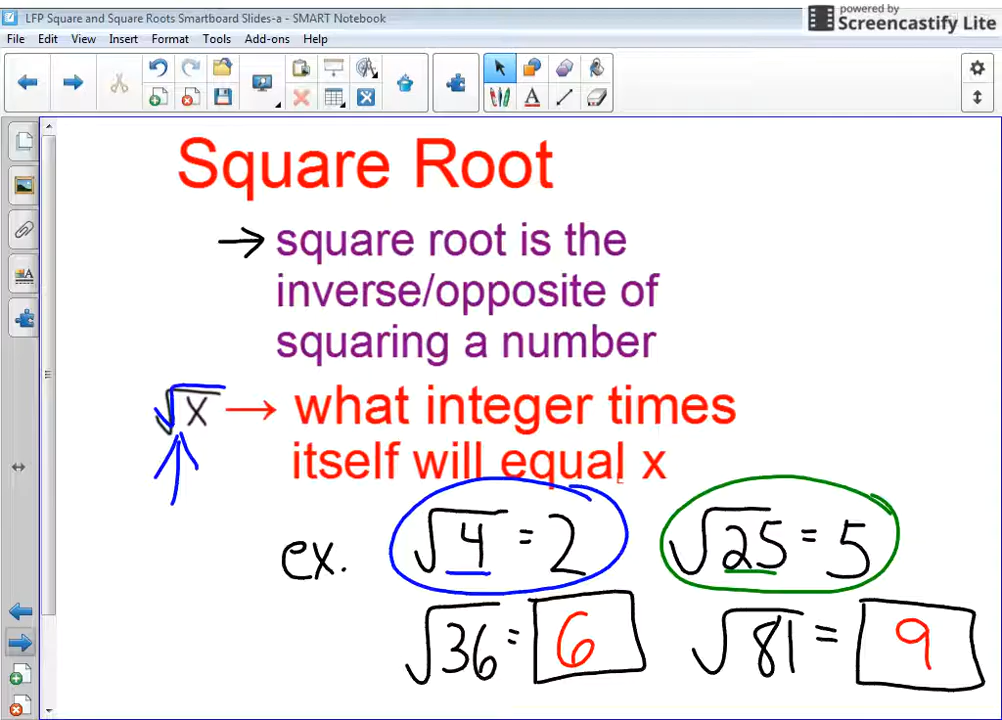 LFP Square and Square Roots Smartboard Slides-a - SMART Notebook
powered by
Screencastify Lite
File Edit View Insert Format Tools Add-ons Help
Square Root
→ square root is the
inverse/opposite of
squaring a number
√x → what integer times
itself will equal x
ex. √4 = 2 √25 = 5
√36 = 6 √81 = 9